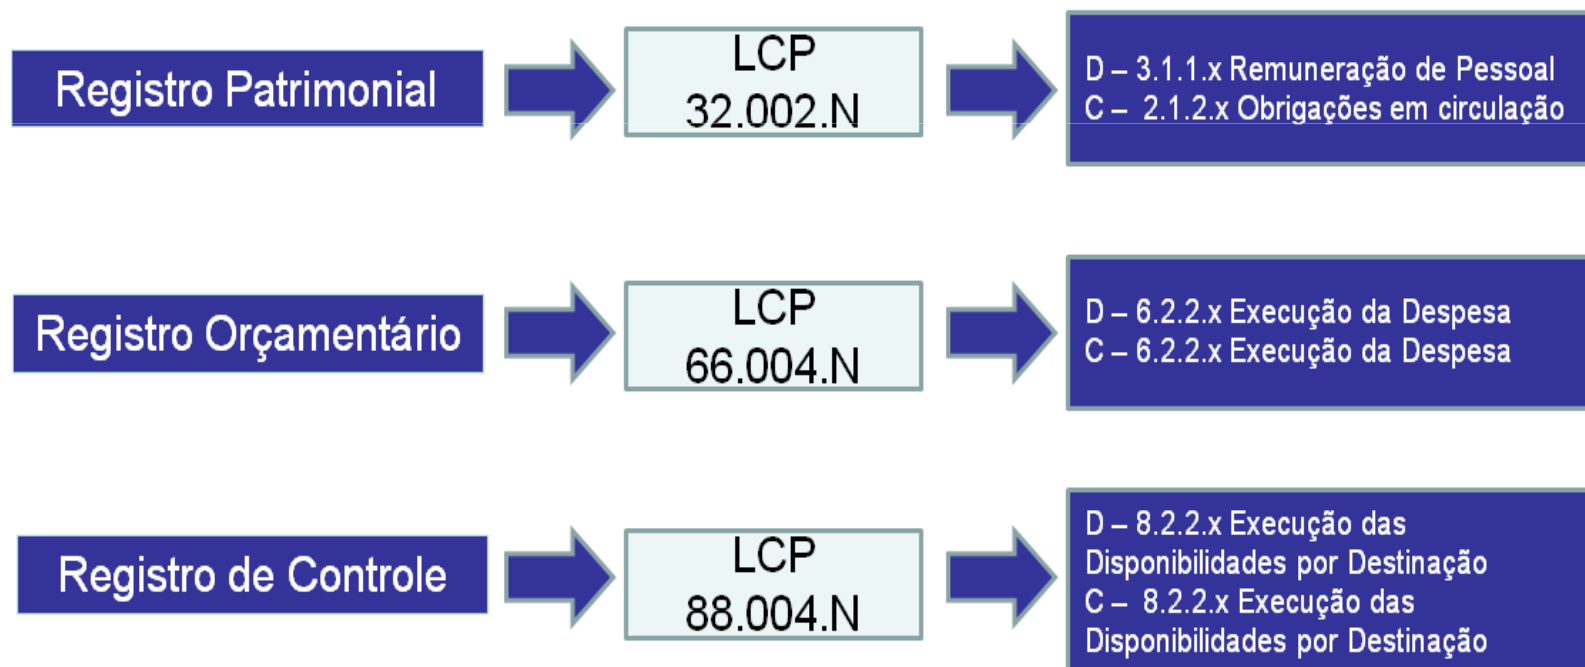 Registro Patrimonial
LCP
32.002.N
D – 3.1.1.x Remuneração de Pessoal
C – 2.1.2.x Obrigações em circulação
Registro Orçamentário
LCP
66.004.N
D – 6.2.2.x Execução da Despesa
C – 6.2.2.x Execução da Despesa
Registro de Controle
LCP
88.004.N
D – 8.2.2.x Execução das
Disponibilidades por Destinação
C – 8.2.2.x Execução das
Disponibilidades por Destinação